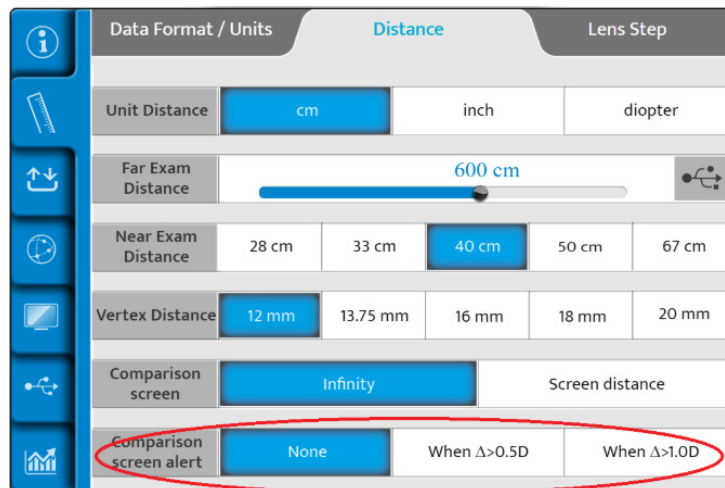 Data Format / Units Distance Lens Step
Unit Distance cm inch diopter
Far Exam
Distance
600 cm
Near Exam
Distance
28 cm 33 cm 40 cm 50 cm 67 cm
Vertex Distance 12 mm 13.75 mm 16 mm 18 mm 20 mm
Comparison
screen
Infinity Screen distance
Comparison
screen alert
None When Δ>0.5D When Δ>1.0D